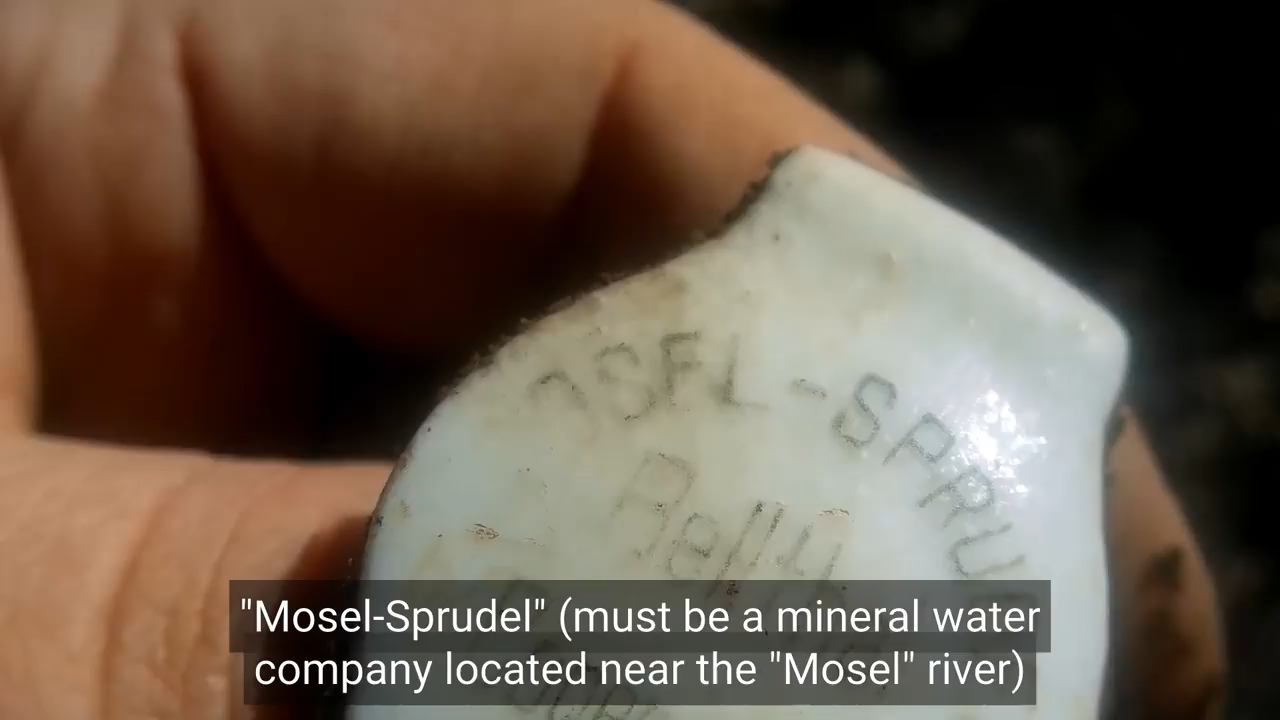 OSEL-SPRU
"Mosel-Sprudel" (must be a mineral water
company located near the "Mosel" river)